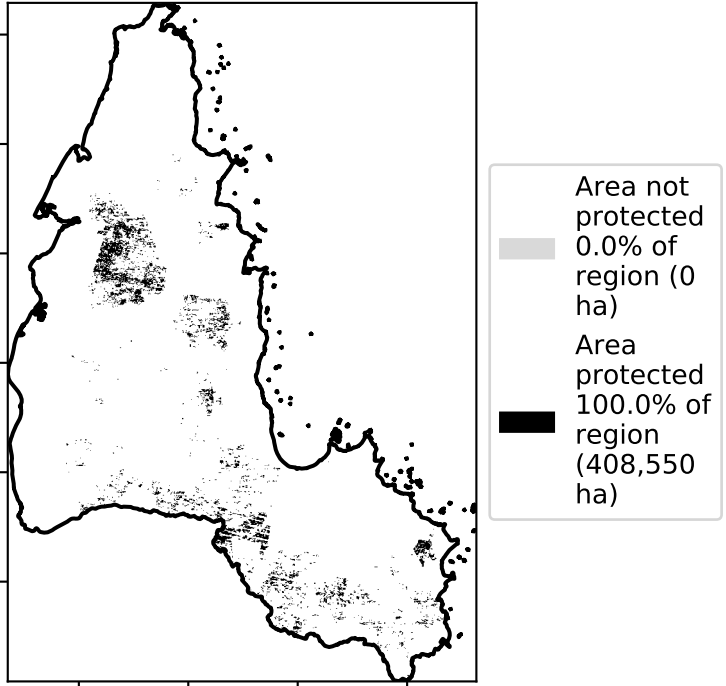 Area not
protected
0.0% of
region (0
ha)
Area
protected
100.0% of
region
(408,550
ha)